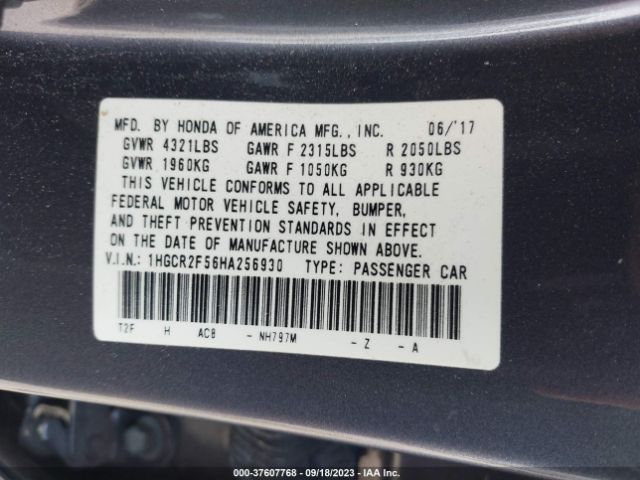 MFD. BY HONDA OF AMERICA MFG., INC. 06/'17
GVWR 4321LBS GAWR F 2315LBS R 2050LBS
GVWR 1960KG GAWR F 1050KG R 930KG
THIS VEHICLE CONFORMS TO ALL APPLICABLE
FEDERAL MOTOR VEHICLE SAFETY, BUMPER,
AND THEFT PREVENTION STANDARDS IN EFFECT
ON THE DATE OF MANUFACTURE SHOWN ABOVE.
V.I.N.: 1HGCR2F56HA256930 TYPE: PASSENGER CAR
T2F H AC8 - NH797M - Z - A
000-37607768 - 09/18/2023 - IAA Inc.